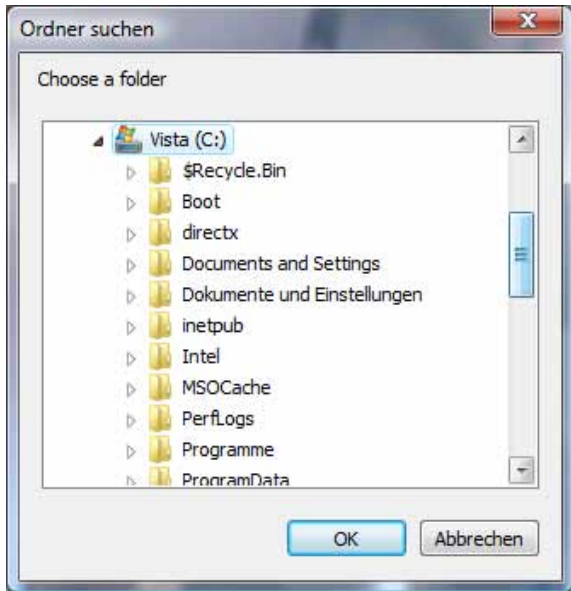 Ordner suchen
Choose a folder
Vista (C:)
$Recycle.Bin
Boot
directx
Documents and Settings
Dokumente und Einstellungen
inetpub
Intel
MSOCache
PerfLogs
Programme
ProgramData
OK Abbrechen